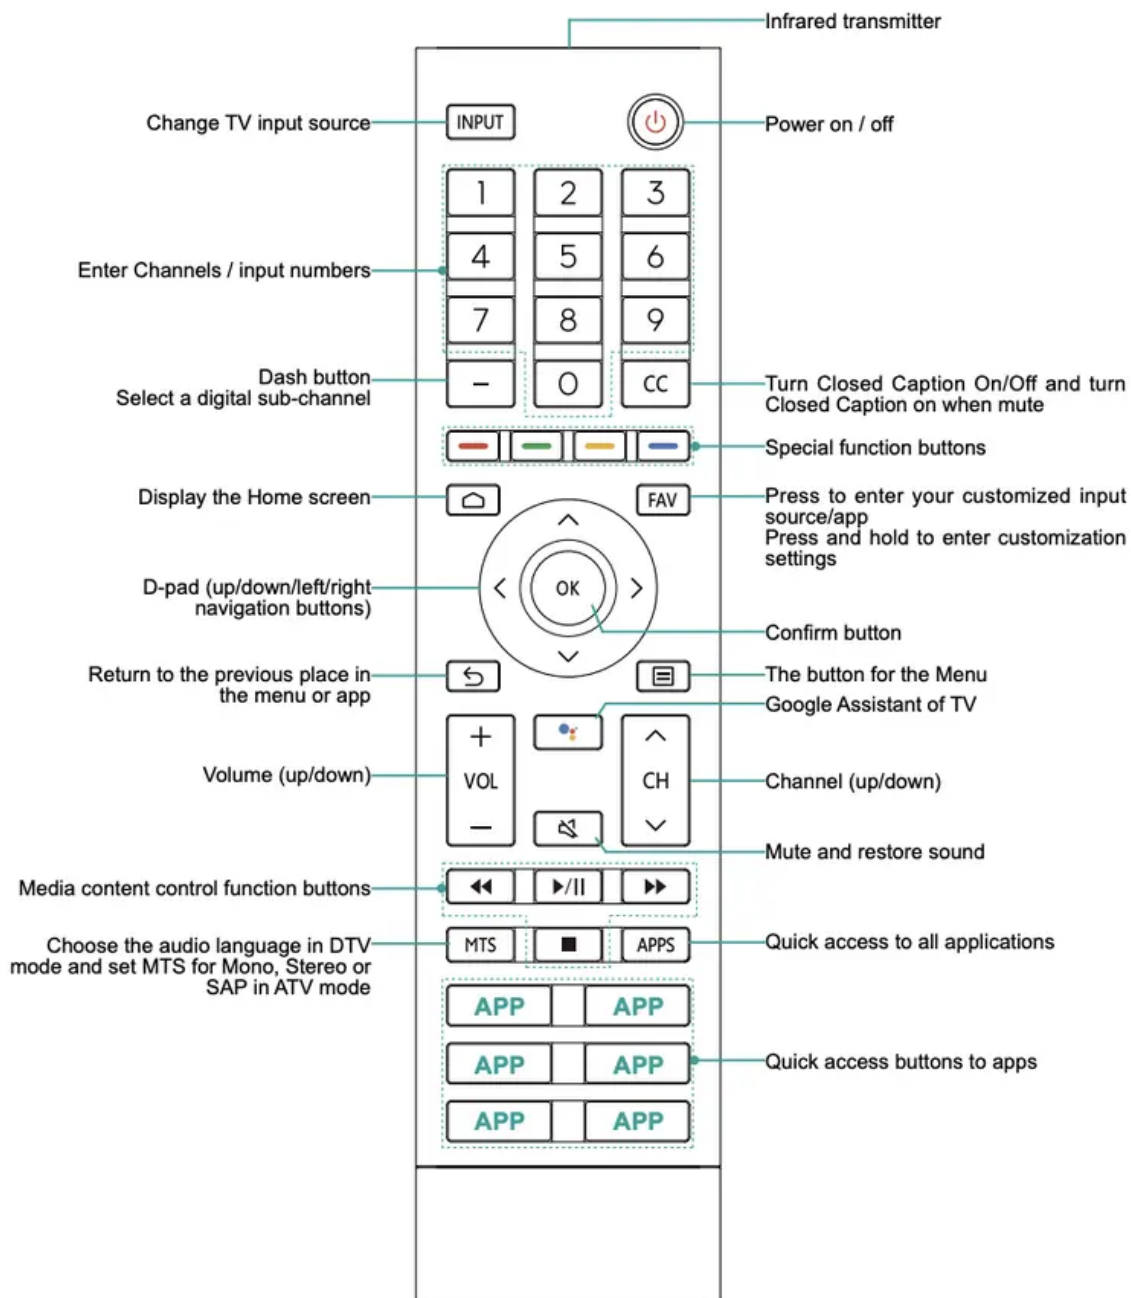 Infrared transmitter
Change TV input source
INPUT
Power on / off
1 2 3
Enter Channels / input numbers
4 5 6
7 8 9
Dash button
Select a digital sub-channel
– 0 CC
Turn Closed Caption On/Off and turn
Closed Caption on when mute
Special function buttons
Display the Home screen
FAV
Press to enter your customized input
source/app
Press and hold to enter customization
settings
D-pad (up/down/left/right
navigation buttons)
OK
Confirm button
Return to the previous place in
the menu or app
The button for the Menu
Google Assistant of TV
Volume (up/down)
+
VOL
–
CH
Channel (up/down)
Mute and restore sound
Media content control function buttons
Choose the audio language in DTV
mode and set MTS for Mono, Stereo or
SAP in ATV mode
MTS
APPS
Quick access to all applications
APP APP
APP APP
Quick access buttons to apps
APP APP